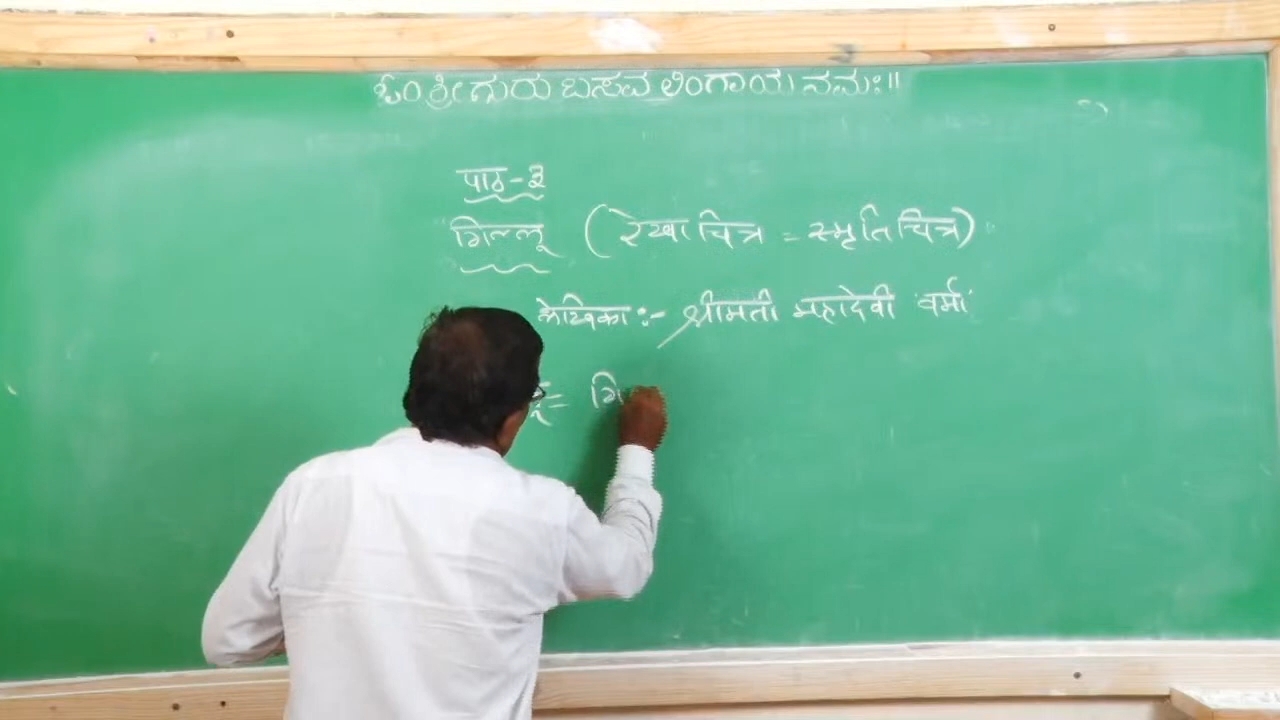 ಓಂ ಶ್ರೀ ಗುರು ಬಸವ ಲಿಂಗಾಯ ನಮಃ ॥
पाठ - ३
गिल्लू (रेखाचित्र = स्मृतिचित्र)
लेखिका :- श्रीमती महादेवी वर्मा